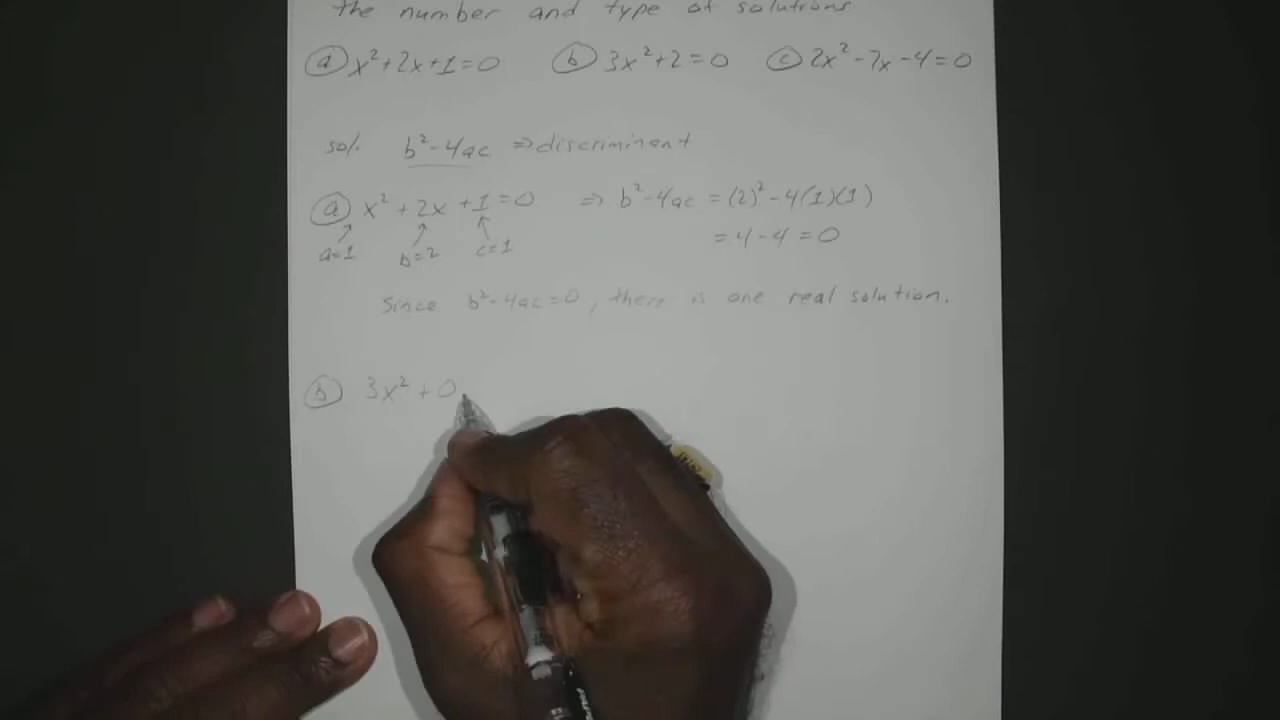 the number and type of solutions
(a) x²+2x+1=0 (b) 3x²+2=0 (c) 2x²-7x-4=0
sol. b²-4ac ⇒ discriminant
(a) x² + 2x + 1 = 0 ⇒ b²-4ac = (2)² - 4(1)(1)
a=1 b=2 c=1 = 4-4 = 0
Since b²-4ac=0, there is one real solution.
(b) 3x² + 0